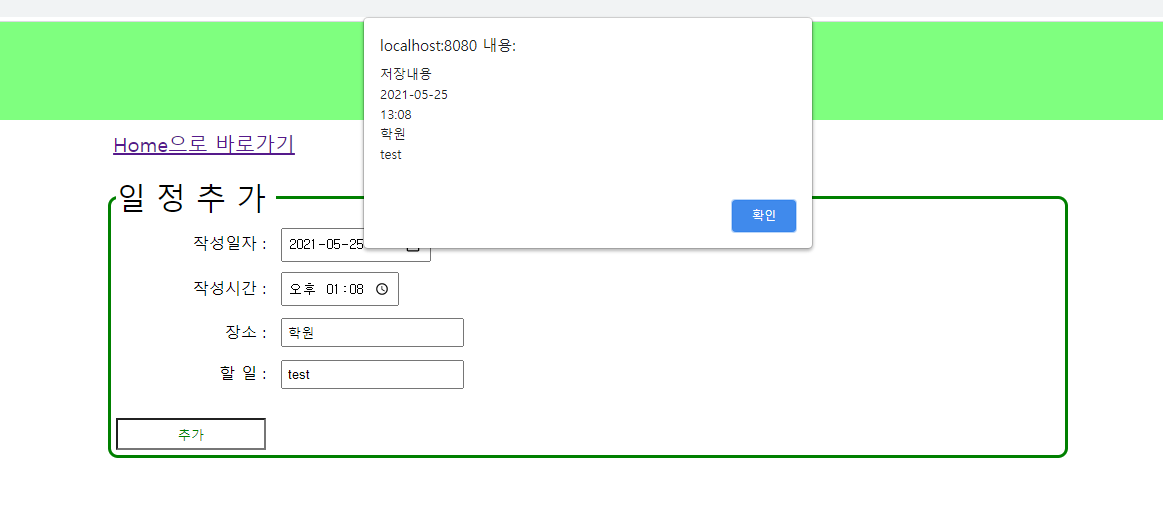 localhost:8080 내용:
저장내용
2021-05-25
13:08
학원
test
확인
Home으로 바로가기
일 정 추 가
작성일자 : 2021-05-25
작성시간 : 오후 01:08
장소 : 학원
할 일 : test
추가